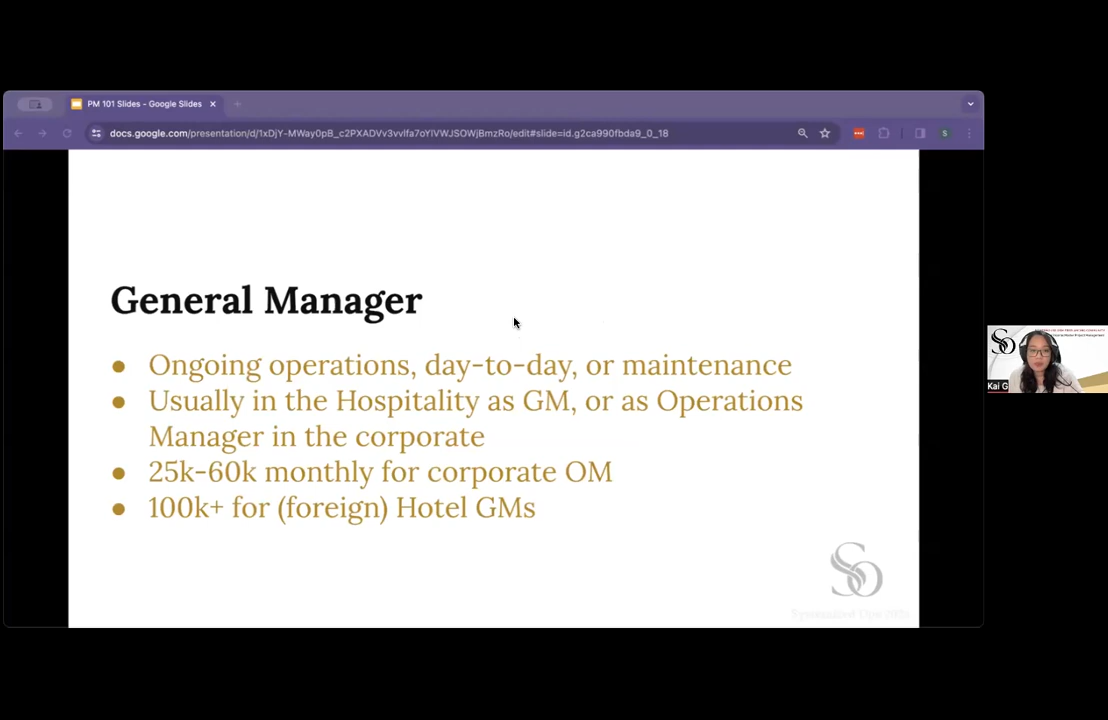 PM 101 Slides - Google Slides
docs.google.com/presentation/d/1xDjY-MWay0pB_c2PXADVv3vvlfa7oYlVWJSOWjBmzRo/edit#slide=id.g2ca990fbda9_0_18
S
General Manager
● Ongoing operations, day-to-day, or maintenance
● Usually in the Hospitality as GM, or as Operations
Manager in the corporate
● 25k-60k monthly for corporate OM
● 100k+ for (foreign) Hotel GMs
SO
SO
Kai G